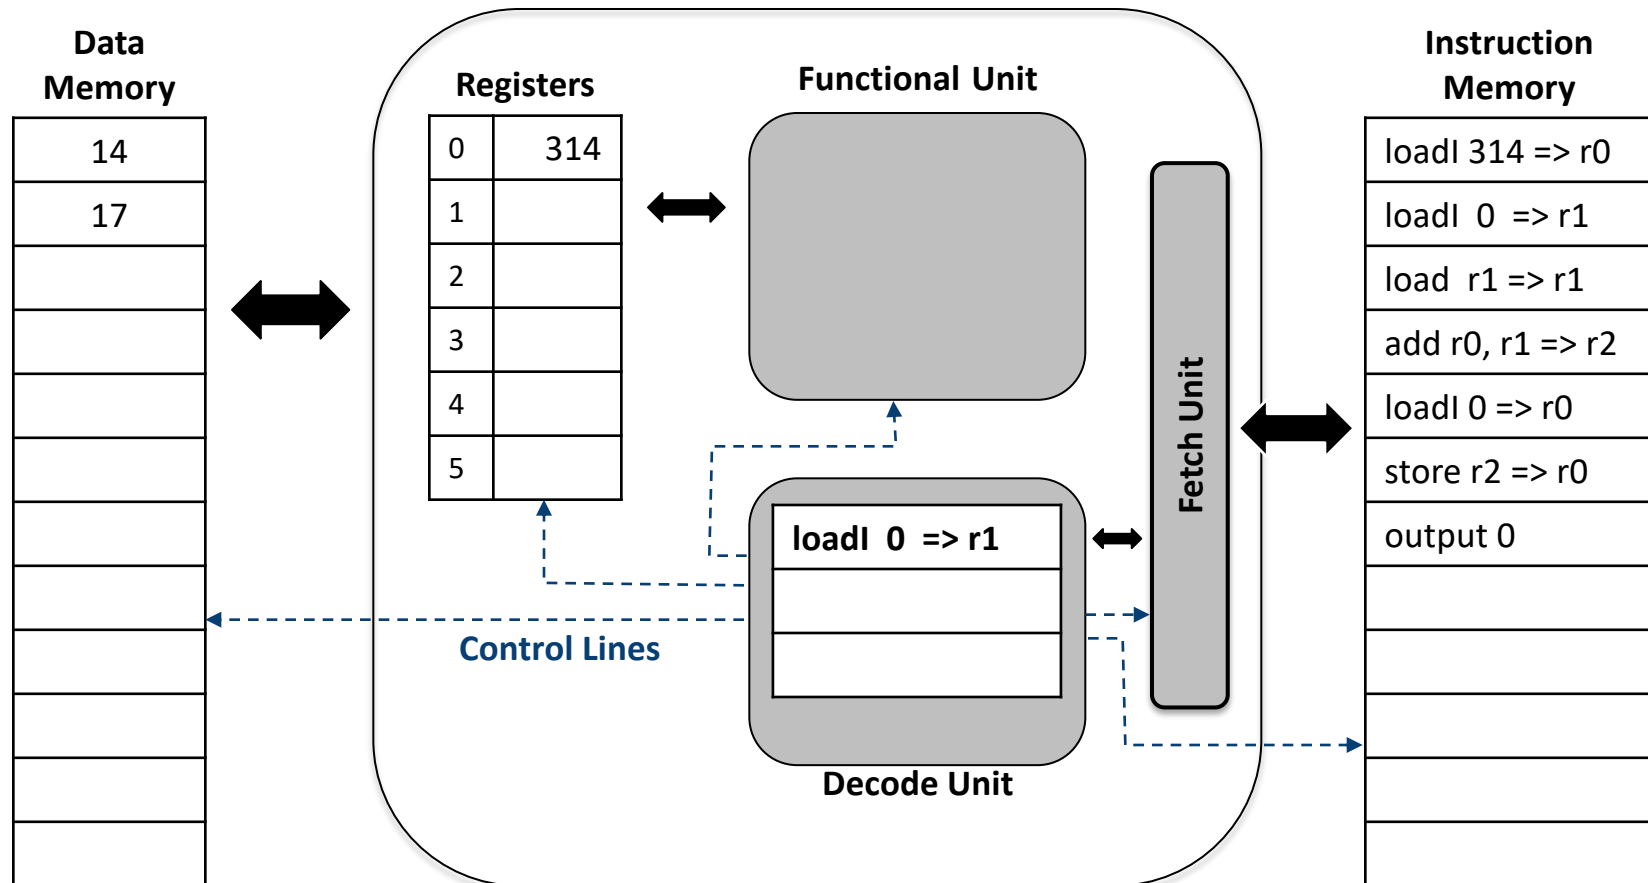 Data
Memory
14
17
Registers
0 314
1
2
3
4
5
Functional Unit
Fetch Unit
loadI 0 => r1
Decode Unit
Control Lines
Instruction
Memory
loadI 314 => r0
loadI 0 => r1
load r1 => r1
add r0, r1 => r2
loadI 0 => r0
store r2 => r0
output 0